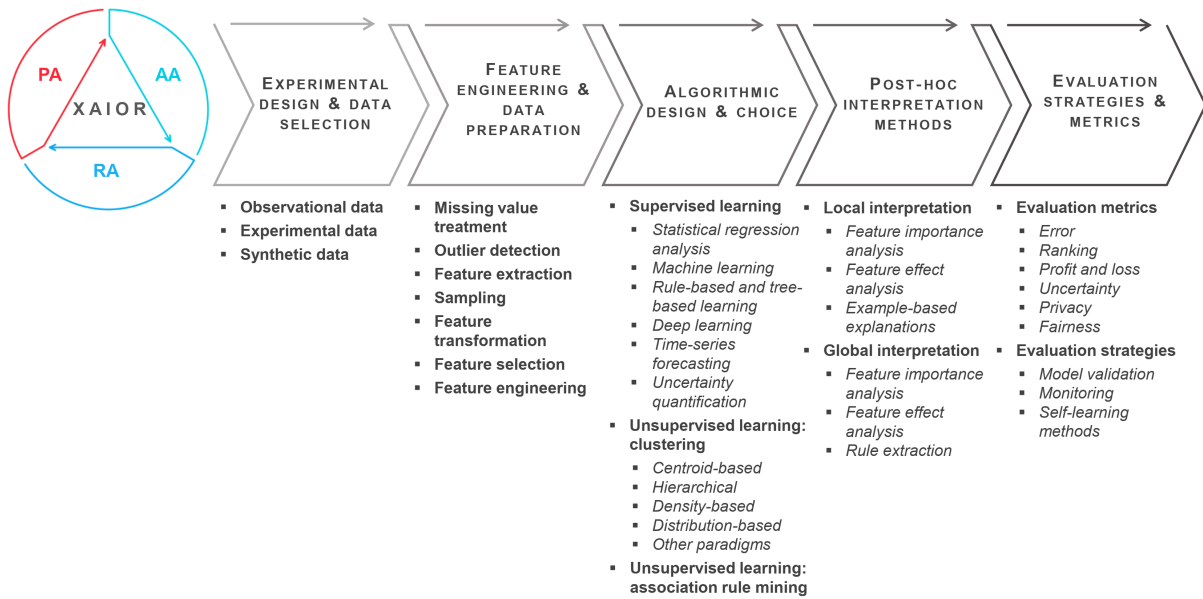 PA
AA
XAIOR
RA
EXPERIMENTAL
DESIGN & DATA
SELECTION
▪ Observational data
▪ Experimental data
▪ Synthetic data
FEATURE
ENGINEERING &
DATA
PREPARATION
▪ Missing value
treatment
▪ Outlier detection
▪ Feature extraction
▪ Sampling
▪ Feature
transformation
▪ Feature selection
▪ Feature engineering
ALGORITHMIC
DESIGN & CHOICE
▪ Supervised learning
▪ Statistical regression
analysis
▪ Machine learning
▪ Rule-based and tree-
based learning
▪ Deep learning
▪ Time-series
forecasting
▪ Uncertainty
quantification
▪ Unsupervised learning:
clustering
▪ Centroid-based
▪ Hierarchical
▪ Density-based
▪ Distribution-based
▪ Other paradigms
▪ Unsupervised learning:
association rule mining
POST-HOC
INTERPRETATION
METHODS
▪ Local interpretation
▪ Feature importance
analysis
▪ Feature effect
analysis
▪ Example-based
explanations
▪ Global interpretation
▪ Feature importance
analysis
▪ Feature effect
analysis
▪ Rule extraction
EVALUATION
STRATEGIES &
METRICS
▪ Evaluation metrics
▪ Error
▪ Ranking
▪ Profit and loss
▪ Uncertainty
▪ Privacy
▪ Fairness
▪ Evaluation strategies
▪ Model validation
▪ Monitoring
▪ Self-learning
methods